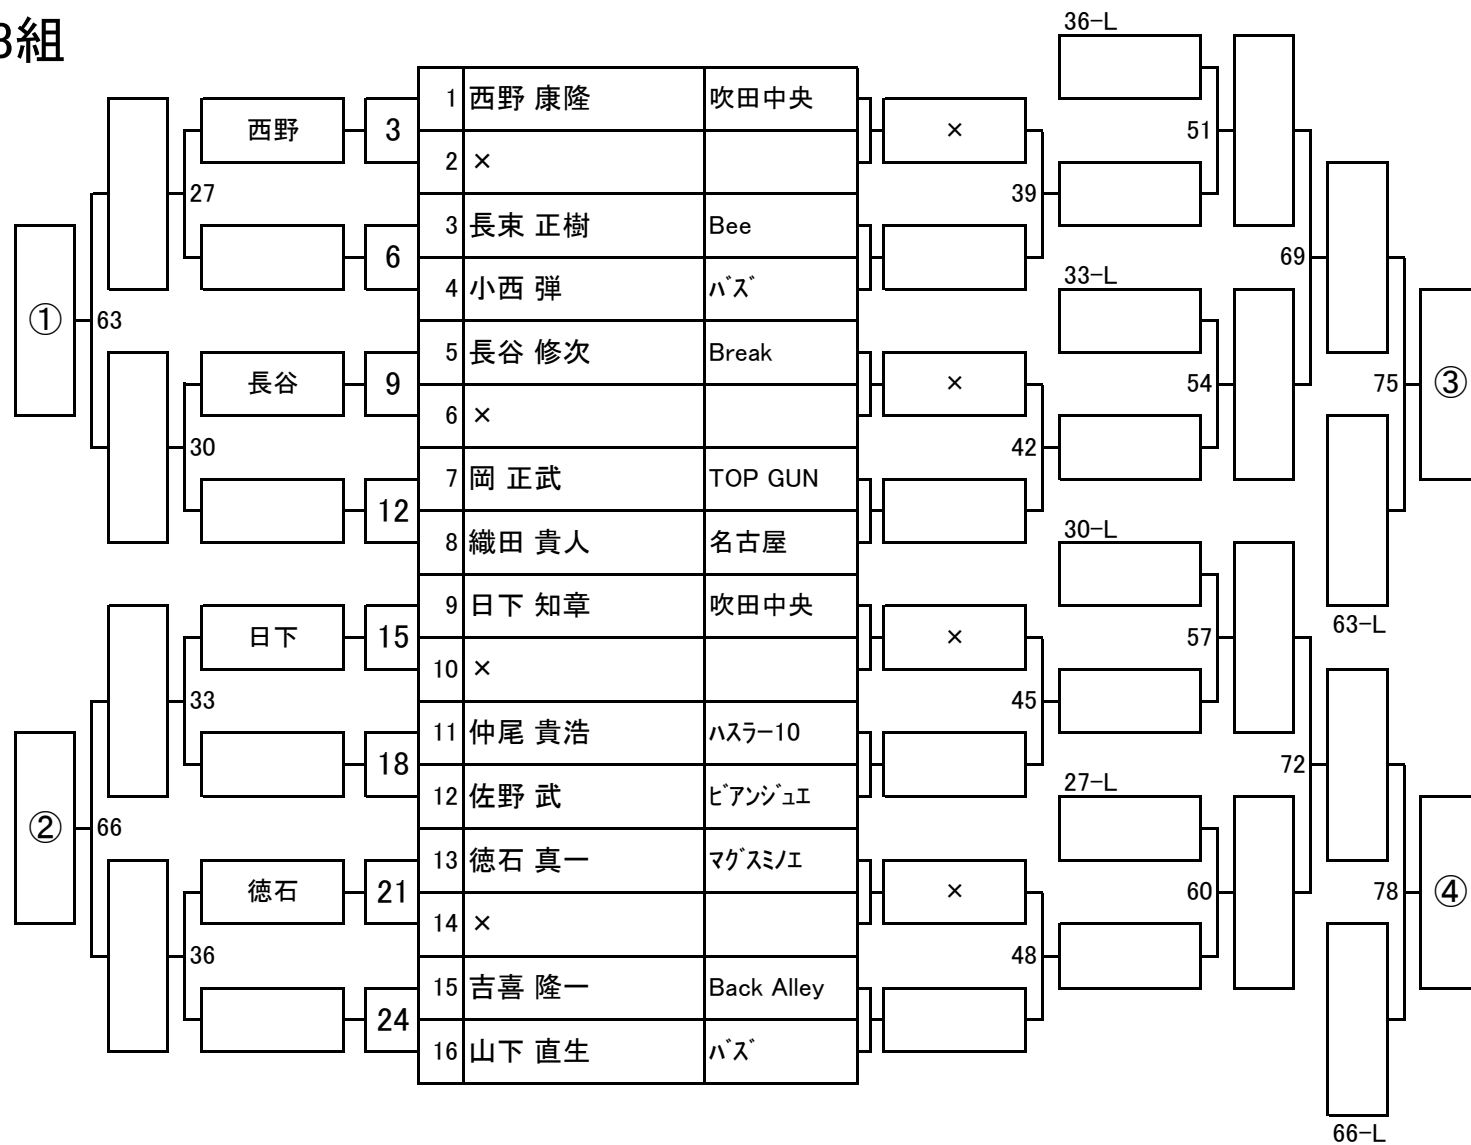 3組
36-L
1 西野 康隆 吹田中央
西野 3 × 51
2 ×
27 39
3 長束 正樹 Bee
6 69
4 小西 弾 バズ 33-L
① 63
5 長谷 修次 Break
長谷 9 × 54 75 ③
6 ×
30 42
7 岡 正武 TOP GUN
12
8 織田 貴人 名古屋 30-L
9 日下 知章 吹田中央
63-L
日下 15 × 57
10 ×
33 45
11 仲尾 貴浩 ハスラー10
18 72
12 佐野 武 ビアンジュエ 27-L
② 66
13 徳石 真一 マグスミノエ
徳石 21 × 60 78 ④
14 ×
36 48
15 吉喜 隆一 Back Alley
24
16 山下 直生 バズ
66-L